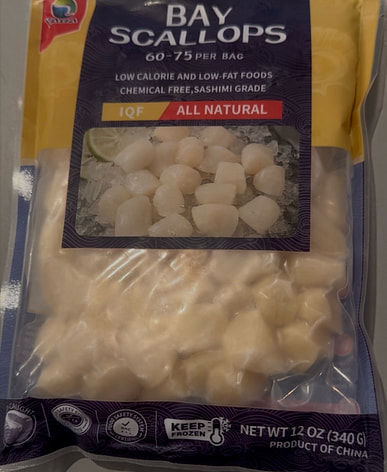 BAY
SCALLOPS
60-75 PER BAG
LOW CALORIE AND LOW-FAT FOODS
CHEMICAL FREE,SASHIMI GRADE
IQF ALL NATURAL
KEEP
FROZEN
NET WT 12 OZ (340 G)
PRODUCT OF CHINA